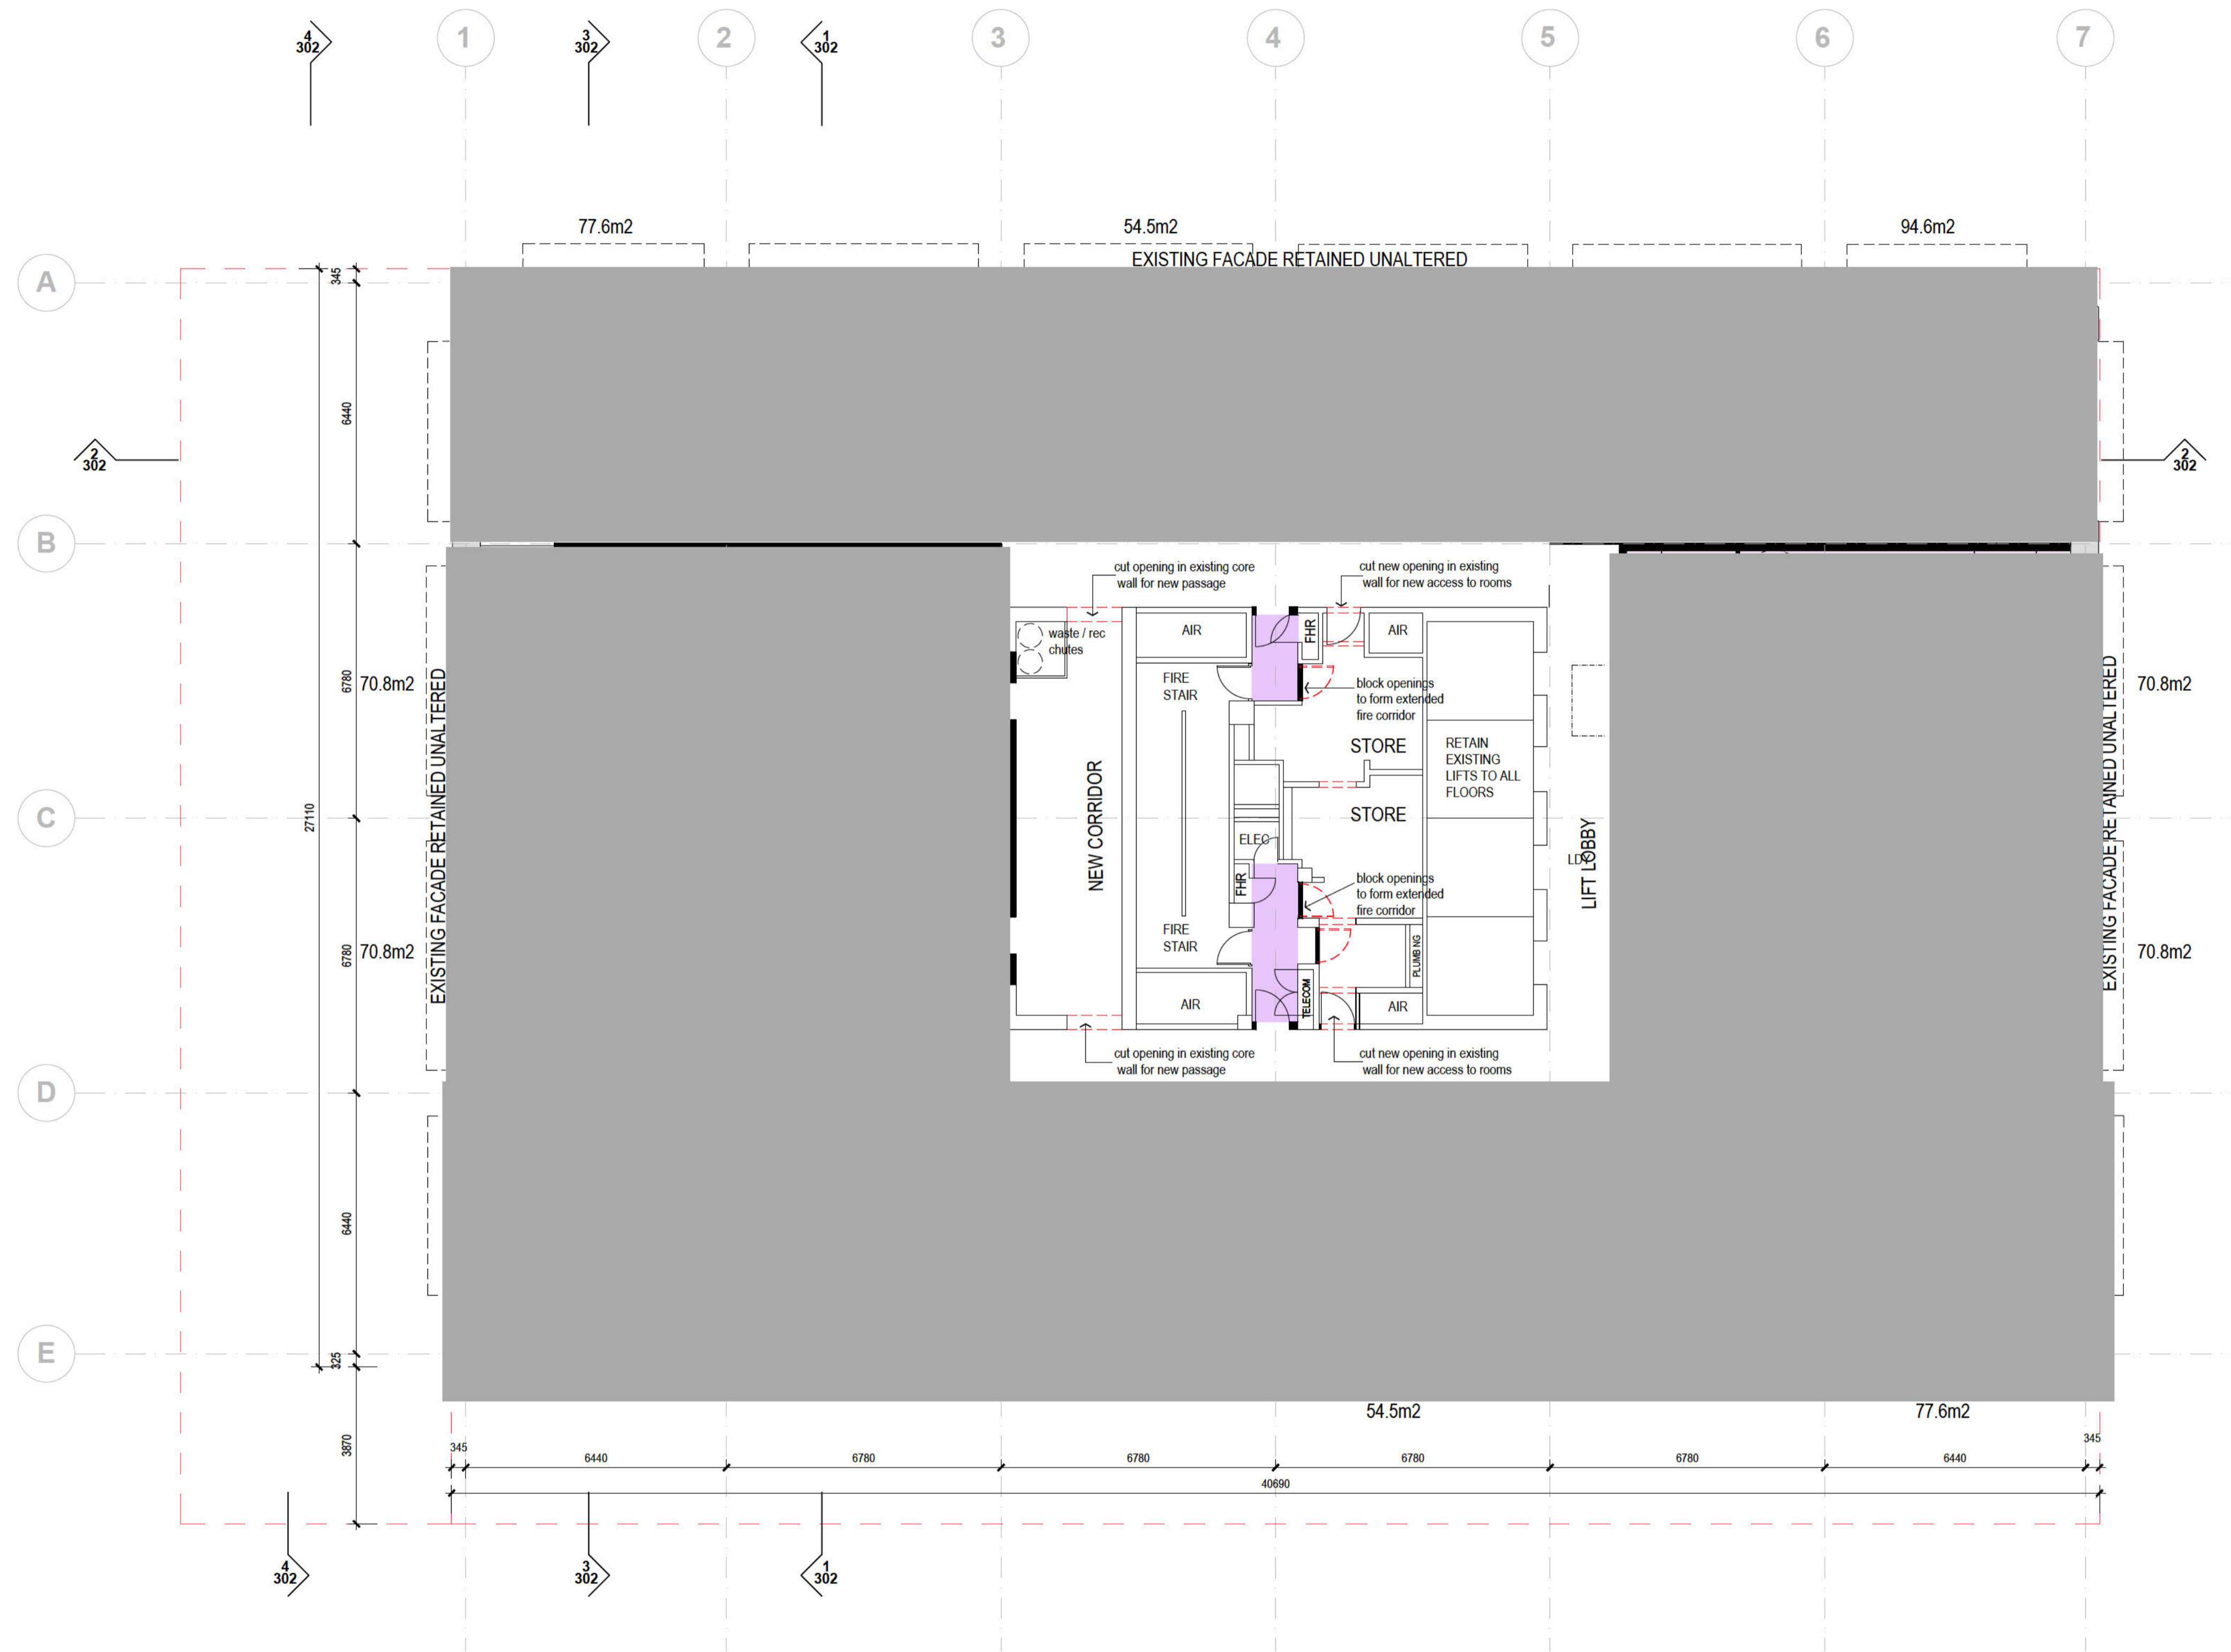 4
302
3
302
1
302
1
2
3
4
5
6
7
77.6m2
54.5m2
94.6m2
EXISTING FACADE RETAINED UNALTERED
A
345
6440
2
302
2
302
B
cut opening in existing core
wall for new passage
cut new opening in existing
wall for new access to rooms
waste / rec
chutes
AIR
FHR
AIR
FIRE
STAIR
6780
70.8m2
EXISTING FACADE RETAINED UNALTERED
block openings
to form extended
fire corridor
STORE
RETAIN
EXISTING
LIFTS TO ALL
FLOORS
EXISTING FACADE RETAINED UNALTERED
70.8m2
27110
C
NEW CORRIDOR
STORE
ELEC
LIFT LOBBY
FHR
block openings
to form extended
fire corridor
FIRE
STAIR
PLUMB NG
6780
70.8m2
70.8m2
AIR
TELECOM
AIR
cut opening in existing core
wall for new passage
cut new opening in existing
wall for new access to rooms
D
6440
E
325
54.5m2
77.6m2
3870
345
6440
6780
6780
6780
6780
6440
345
40690
4
302
3
302
1
302